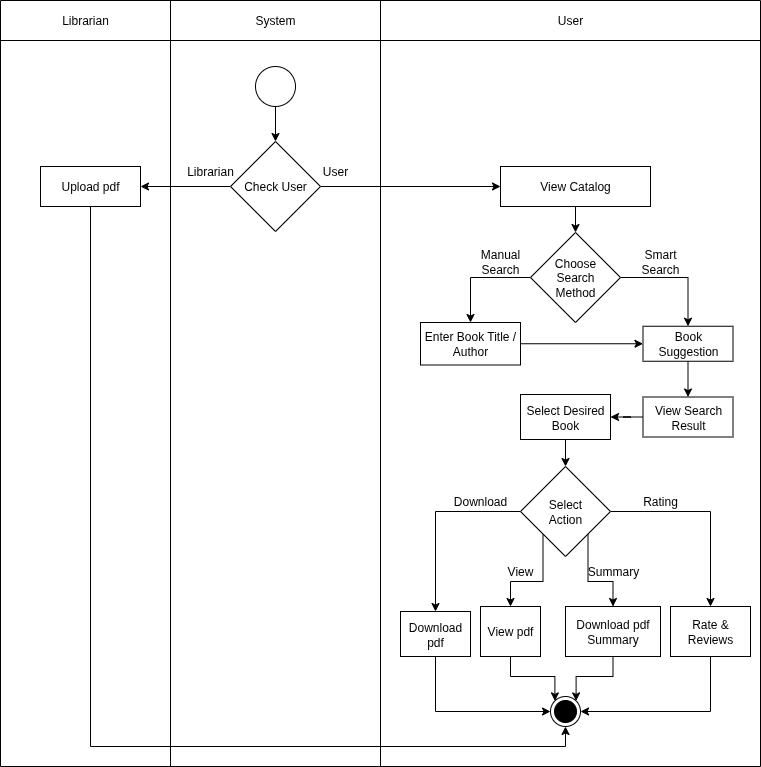 Librarian
System
User
Librarian
User
Upload pdf
Check User
View Catalog
Manual
Search
Smart
Search
Choose
Search
Method
Enter Book Title /
Author
Book
Suggestion
Select Desired
Book
View Search
Result
Download
Select
Action
Rating
View
Summary
Download
pdf
View pdf
Download pdf
Summary
Rate &
Reviews